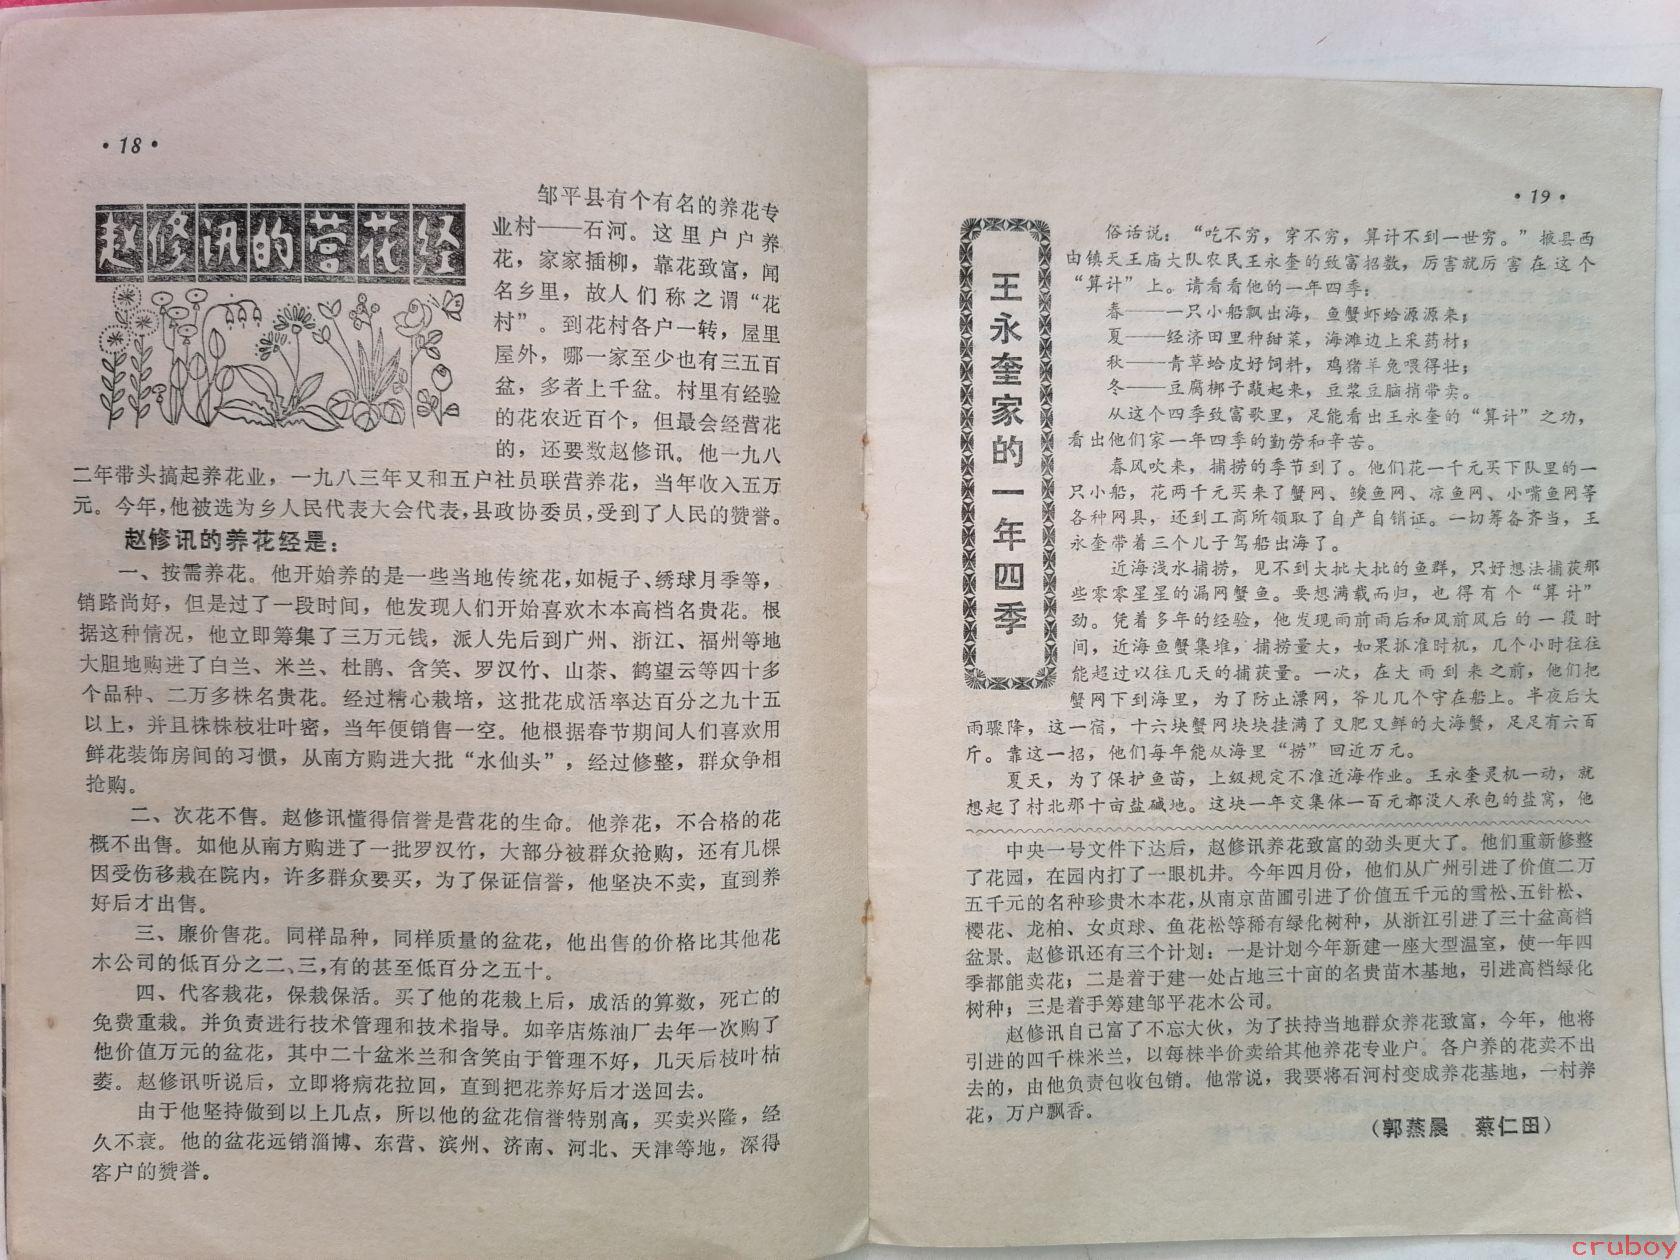 ·18·
赵修讯的营花经
邹平县有个有名的养花专
业村——石河。这里户户养
花，家家插柳，靠花致富，闻
名乡里，故人们称之谓“花
村”。到花村各户一转，屋里
屋外，哪一家至少也有三五百
盆，多者上千盆。村里有经验
的花农近百个，但最会经营花
的，还要数赵修讯。他一九八
二年带头搞起养花业，一九八三年又和五户社员联营养花，当年收入五万
元。今年，他被选为乡人民代表大会代表，县政协委员，受到了人民的赞誉。
赵修讯的养花经是：
一、按需养花。他开始养的是一些当地传统花，如栀子、绣球月季等，
销路尚好，但是过了一段时间，他发现人们开始喜欢木本高档名贵花。根
据这种情况，他立即筹集了三万元钱，派人先后到广州、浙江、福州等地
大胆地购进了白兰、米兰、杜鹃、含笑、罗汉竹、山茶、鹤望云等四十多
个品种、二万多株名贵花。经过精心栽培，这批花成活率达百分之九十五
以上，并且株株枝壮叶密，当年便销售一空。他根据春节期间人们喜欢用
鲜花装饰房间的习惯，从南方购进大批“水仙头”，经过修整，群众争相
抢购。
二、次花不售。赵修讯懂得信誉是营花的生命。他养花，不合格的花
概不出售。如他从南方购进了一批罗汉竹，大部分被群众抢购，还有几棵
因受伤移栽在院内，许多群众要买，为了保证信誉，他坚决不卖，直到养
好后才出售。
三、廉价售花。同样品种，同样质量的盆花，他出售的价格比其他花
木公司的低百分之二、三，有的甚至低百分之五十。
四、代客栽花，保栽保活。买了他的花栽上后，成活的算数，死亡的
免费重栽。并负责进行技术管理和技术指导。如辛店炼油厂去年一次购了
他价值万元的盆花，其中二十盆米兰和含笑由于管理不好，几天后枝叶枯
萎。赵修讯听说后，立即将病花拉回，直到把花养好后才送回去。
由于他坚持做到以上几点，所以他的盆花信誉特别高，买卖兴隆，经
久不衰。他的盆花远销淄博、东营、滨州、济南、河北、天津等地，深得
客户的赞誉。
·19·
王永奎家的一年四季
俗话说：“吃不穷，穿不穷，算计不到一世穷。”掖县西
由镇天王庙大队农民王永奎的致富招数，厉害就厉害在这个
“算计”上。请看看他的一年四季：
春——一只小船飘出海，鱼蟹虾蛤源源来；
夏——经济田里种甜菜，海滩边上采药材；
秋——青草蛤皮好饲料，鸡猪羊兔喂得壮；
冬——豆腐梆子敲起来，豆浆豆脑捎带卖。
从这个四季致富歌里，足能看出王永奎的“算计”之功，
看出他们家一年四季的勤劳和辛苦。
春风吹来，捕捞的季节到了。他们花一千元买下队里的一
只小船，花两千元买来了蟹网、鮻鱼网、凉鱼网、小嘴鱼网等
各种网具，还到工商所领取了自产自销证。一切筹备齐当，王
永奎带着三个儿子驾船出海了。
近海浅水捕捞，见不到大批大批的鱼群，只好想法捕获那
些零零星星的漏网蟹鱼。要想满载而归，也得有个“算计”
劲。凭着多年的经验，他发现雨前雨后和风前风后的一段时
间，近海鱼蟹集堆，捕捞量大，如果抓准时机，几个小时往往
能超过以往几天的捕获量。一次，在大雨到来之前，他们把
蟹网下到海里，为了防止漂网，爷儿几个守在船上。半夜后大
雨骤降，这一宿，十六块蟹网块块挂满了又肥又鲜的大海蟹，足足有六百
斤。靠这一招，他们每年能从海里“捞”回近万元。
夏天，为了保护鱼苗，上级规定不准近海作业。王永奎灵机一动，就
想起了村北那十亩盐碱地。这块一年交集体一百元都没人承包的盐窝，他
中央一号文件下达后，赵修讯养花致富的劲头更大了。他们重新修整
了花园，在园内打了一眼机井。今年四月份，他们从广州引进了价值二万
五千元的名种珍贵木本花，从南京苗圃引进了价值五千元的雪松、五针松、
樱花、龙柏、女贞球、鱼花松等稀有绿化树种，从浙江引进了三十盆高档
盆景。赵修讯还有三个计划：一是计划今年新建一座大型温室，使一年四
季都能卖花；二是着于建一处占地三十亩的名贵苗木基地，引进高档绿化
树种；三是着手筹建邹平花木公司。
赵修讯自己富了不忘大伙，为了扶持当地群众养花致富，今年，他将
引进的四千株米兰，以每株半价卖给其他养花专业户。各户养的花卖不出
去的，由他负责包收包销。他常说，我要将石河村变成养花基地，一村养
花，万户飘香。
（郭燕晨　蔡仁田）
cruboy